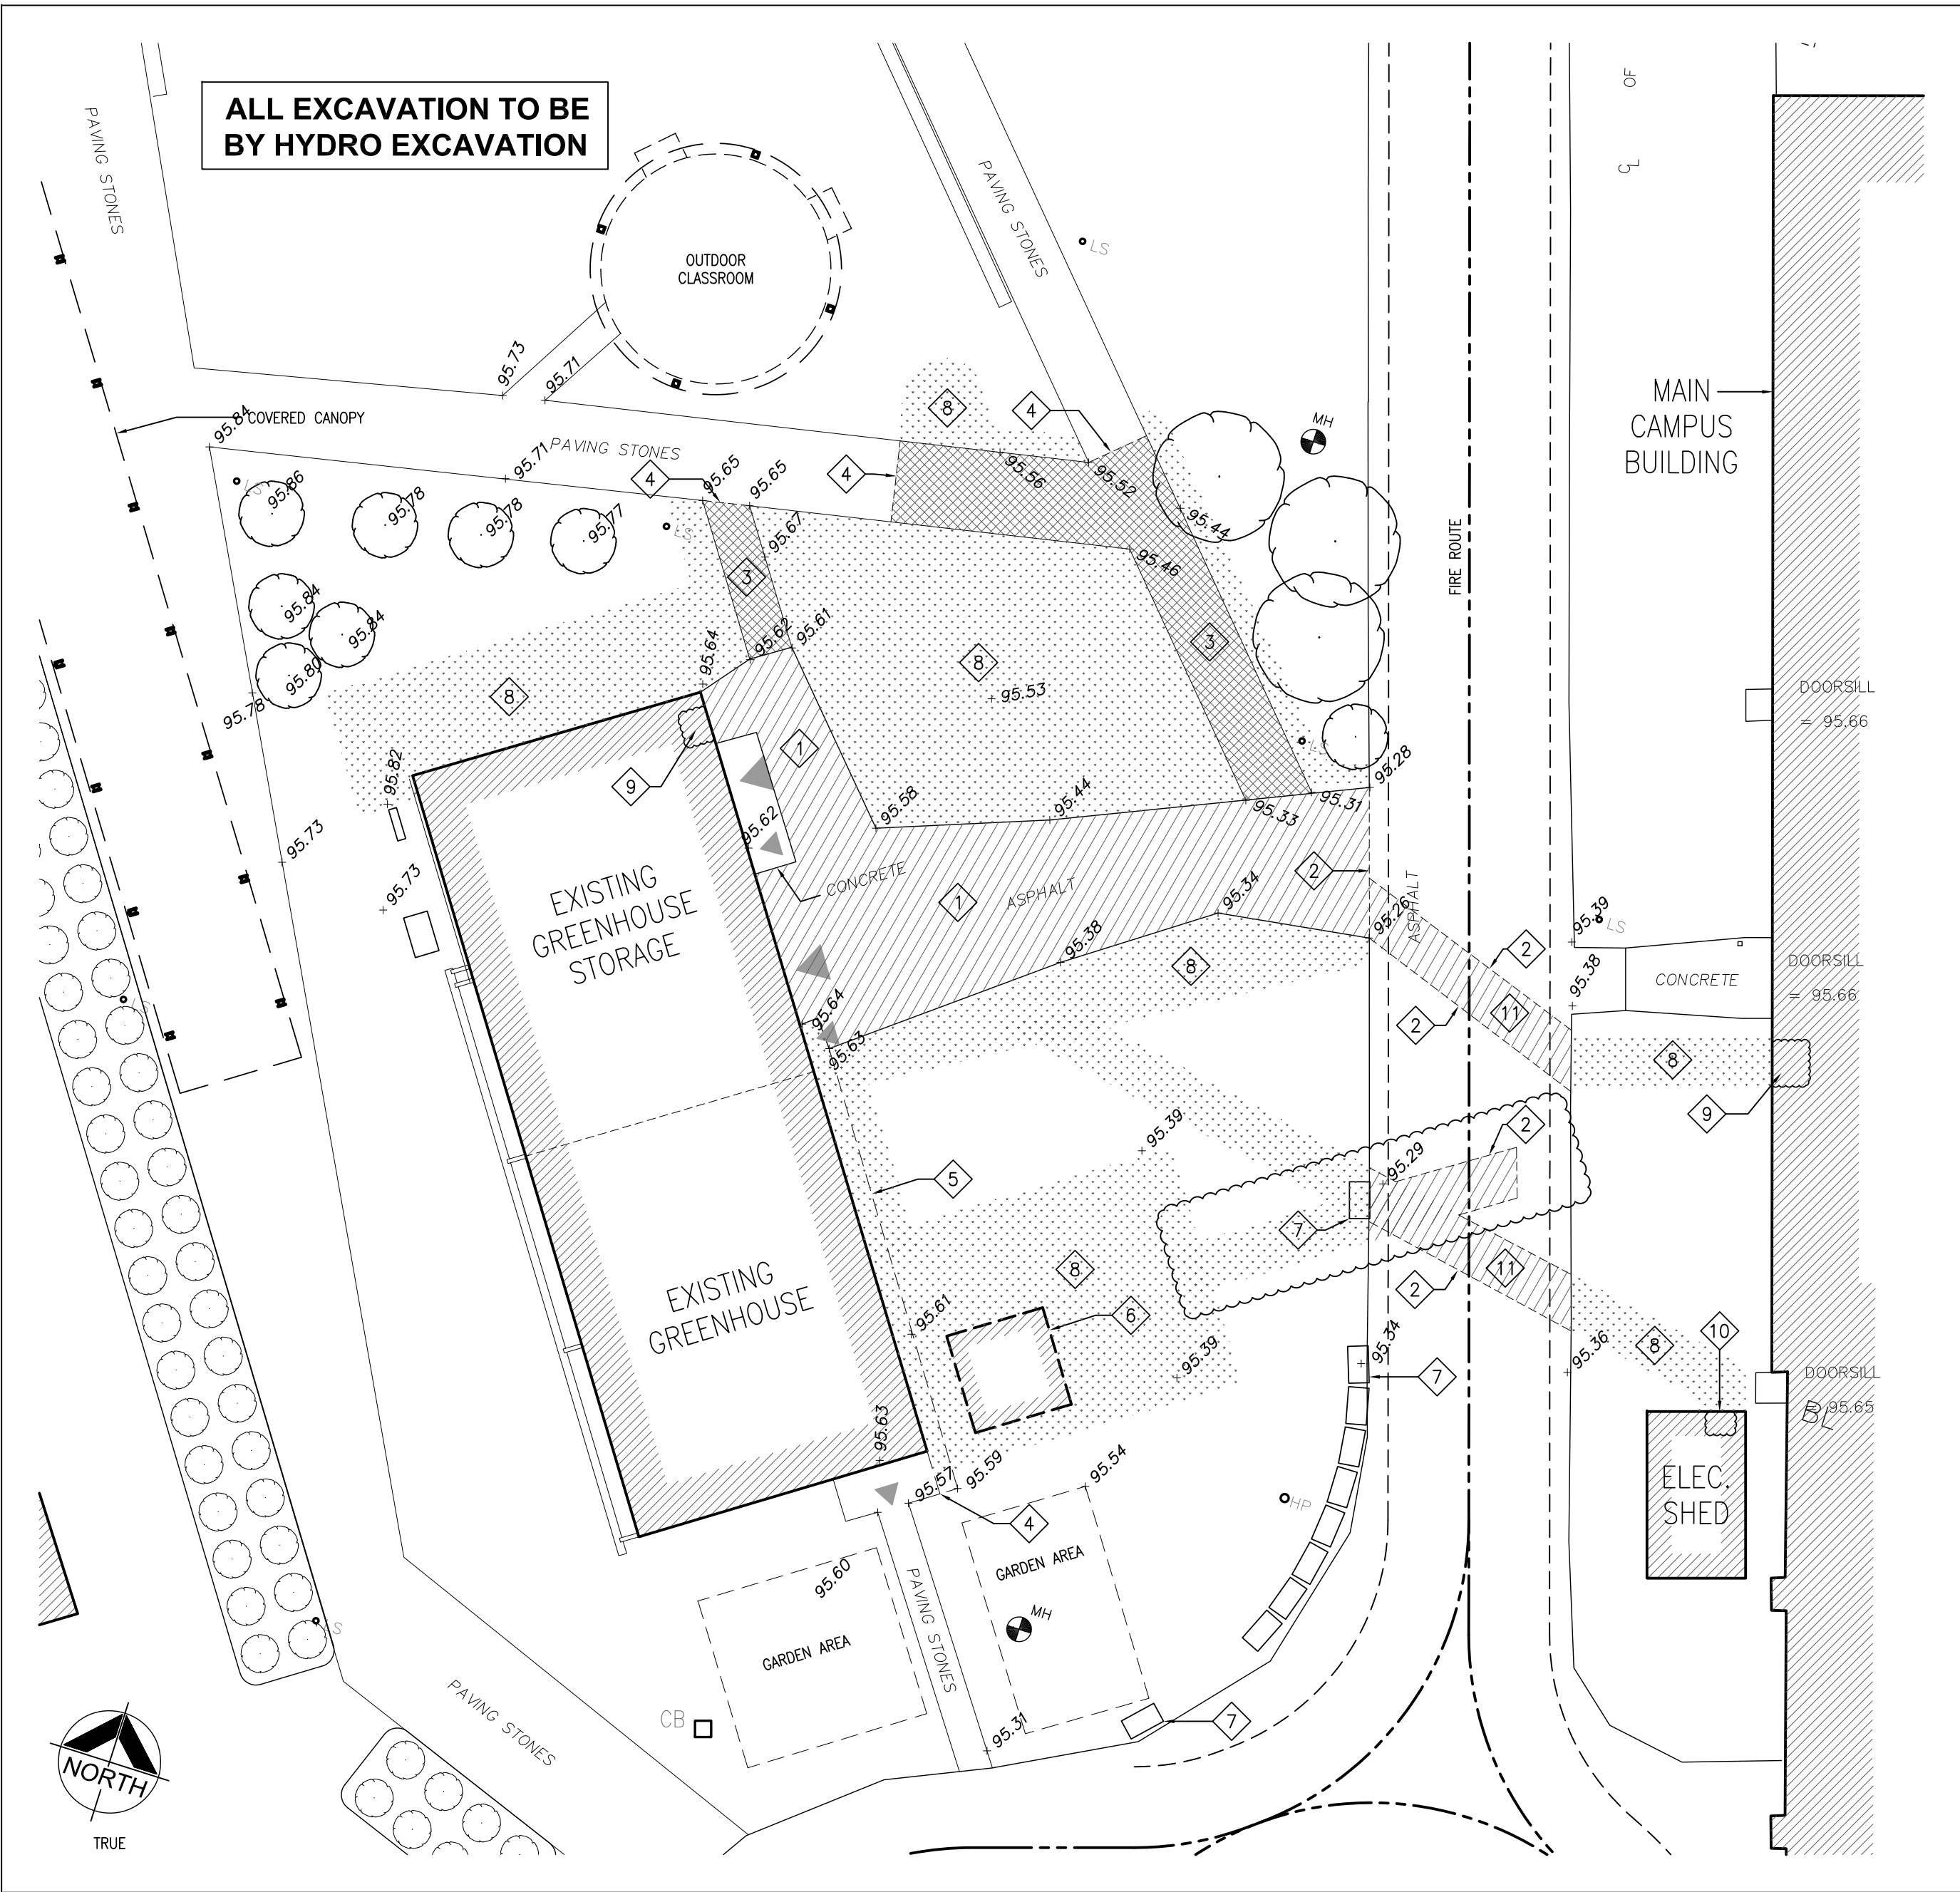 ALL EXCAVATION TO BE
BY HYDRO EXCAVATION
PAVING STONES
OUTDOOR
CLASSROOM
PAVING STONES
LS
OF
CL
MAIN
CAMPUS
BUILDING
95.73
95.71
95.84
COVERED CANOPY
95.71
PAVING STONES
8
4
MH
4
4
95.65
95.65
95.56
95.52
LS
95.86
95.78
95.78
95.77
LS
95.67
95.44
95.46
FIRE ROUTE
3
95.84
95.84
95.80
95.78
95.64
95.62
95.61
3
8
8
95.53
DOORSILL
= 95.66
1
9
LS
95.28
95.82
95.62
95.58
95.44
95.33
95.31
95.73
95.73
EXISTING
GREENHOUSE
STORAGE
CONCRETE
1
ASPHALT
2
ASPHALT
95.34
95.26
95.39
LS
95.38
8
2
95.38
CONCRETE
DOORSILL
= 95.66
LS
95.64
95.63
2
11
8
9
95.39
2
95.29
5
7
8
11
2
EXISTING
GREENHOUSE
95.61
6
95.39
95.34
7
95.36
8
10
DOORSILL
= 95.65
BL
95.63
95.57
95.59
95.54
4
HP
ELEC.
SHED
95.60
GARDEN AREA
GARDEN AREA
PAVING STONES
MH
LS
PAVING STONES
CB
95.31
7
NORTH
TRUE